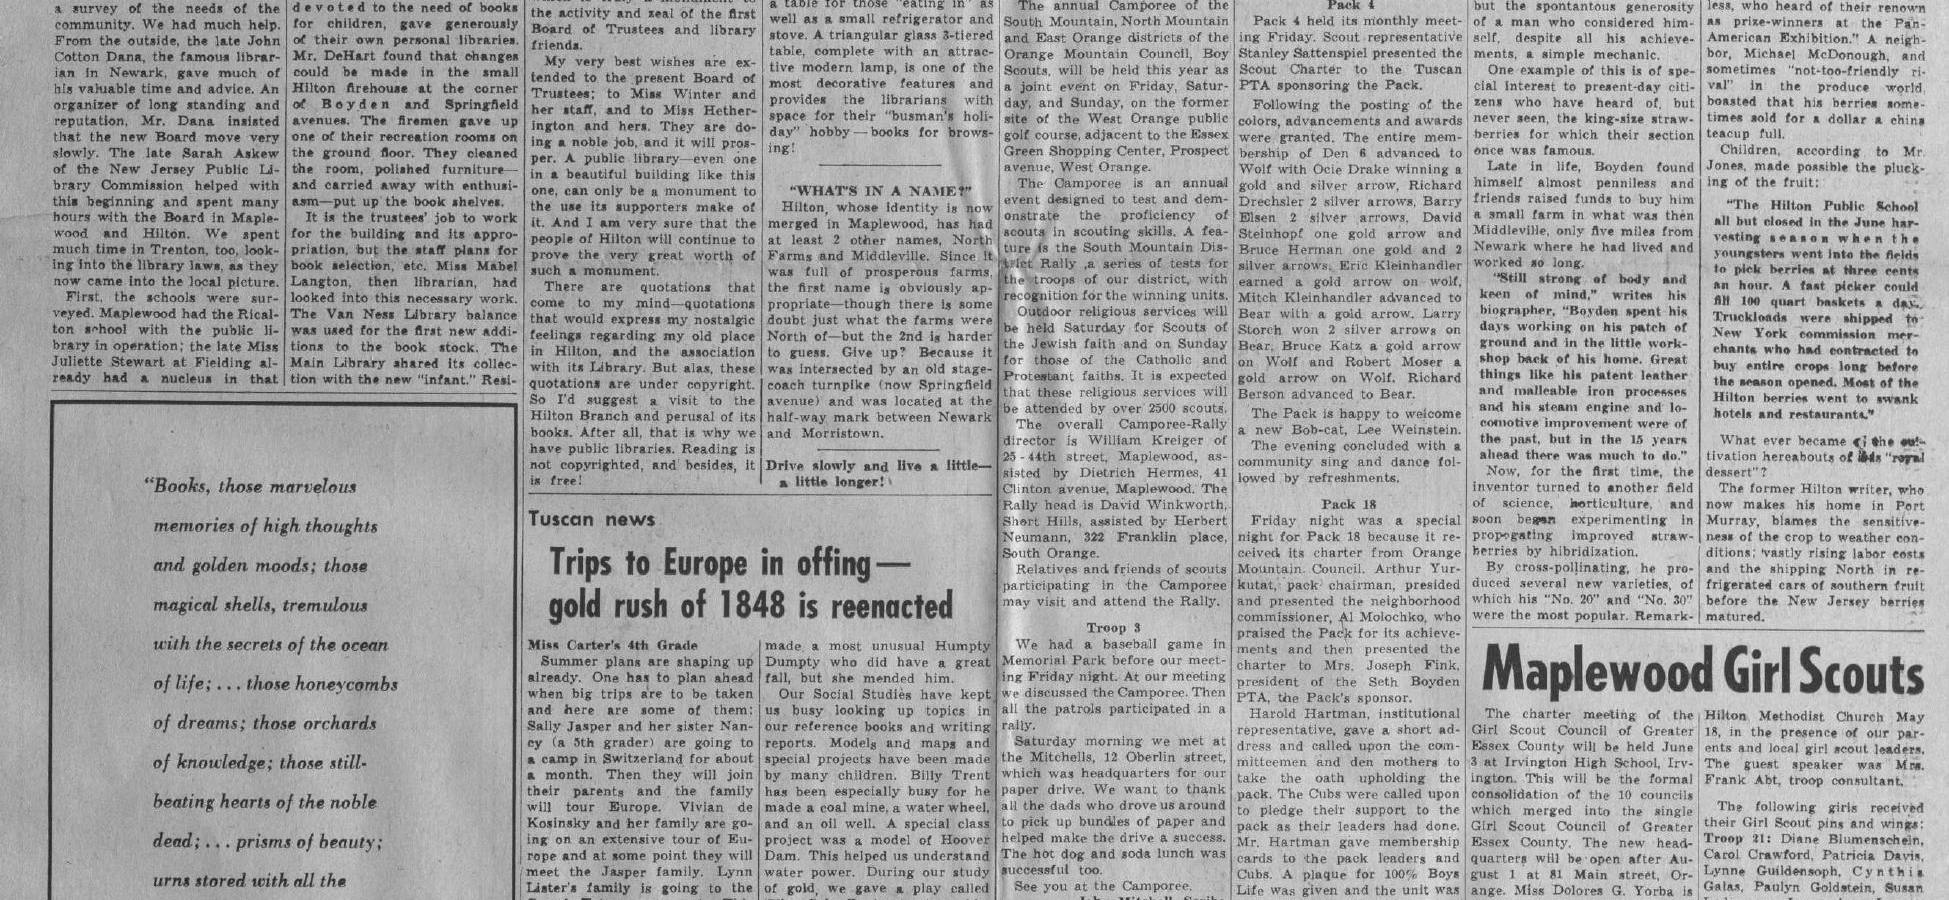 a survey of the needs of the
community. We had much help.
From the outside, the late John
Cotton Dana, the famous librar-
ian in Newark, gave much of
his valuable time and advice. An
organizer of long standing and
reputation, Mr. Dana insisted
that the new Board move very
slowly. The late Sarah Askew
of the New Jersey Public Li-
brary Commission helped with
this beginning and spent many
hours with the Board in Maple-
wood and Hilton. We spent
much time in Trenton, too, look-
ing into the library laws, as they
now came into the local picture.
First, the schools were sur-
veyed. Maplewood had the Rical-
ton school with the public li-
brary in operation; the late Miss
Juliette Stewart at Fielding al-
ready had a nucleus in that
devoted to the need of books
for children, gave generously
of their own personal libraries.
Mr. DeHart found that changes
could be made in the small
Hilton firehouse at the corner
of Boyden and Springfield
avenues. The firemen gave up
one of their recreation rooms on
the ground floor. They cleaned
the room, polished furniture—
and carried away with enthusi-
asm—put up the book shelves.
It is the trustees' job to work
for the building and its appro-
priation, but the staff plans for
book selection, etc. Miss Mabel
Langton, then librarian, had
looked into this necessary work.
The Van Ness Library balance
was used for the first new addi-
tions to the book stock. The
Main Library shared its collec-
tion with the new "infant." Resi-
"Books, those marvelous
memories of high thoughts
and golden moods; those
magical shells, tremulous
with the secrets of the ocean
of life; . . . those honeycombs
of dreams; those orchards
of knowledge; those still-
beating hearts of the noble
dead; . . . prisms of beauty;
urns stored with all the
the activity and zeal of the first
Board of Trustees and library
friends.
My very best wishes are ex-
tended to the present Board of
Trustees; to Miss Winter and
her staff, and to Miss Hether-
ington and hers. They are do-
ing a noble job, and it will pros-
per. A public library—even one
in a beautiful building like this
one, can only be a monument to
the use its supporters make of
it. And I am very sure that the
people of Hilton will continue to
prove the very great worth of
such a monument.
There are quotations that
come to my mind—quotations
that would express my nostalgic
feelings regarding my old place
in Hilton, and the association
with its Library. But alas, these
quotations are under copyright.
So I'd suggest a visit to the
Hilton Branch and perusal of its
books. After all, that is why we
have public libraries. Reading is
not copyrighted, and besides, it
is free!
a table for those "eating in" as
well as a small refrigerator and
stove. A triangular glass 3-tiered
table, complete with an attrac-
tive modern lamp, is one of the
most decorative features and
provides the librarians with
space for their "busman's holi-
day" hobby—books for brows-
ing!
"WHAT'S IN A NAME?"
Hilton, whose identity is now
merged in Maplewood, has had
at least 2 other names, North
Farms and Middleville. Since it
was full of prosperous farms,
the first name is obviously ap-
propriate—though there is some
doubt just what the farms were
North of—but the 2nd is harder
to guess. Give up? Because it
was intersected by an old stage-
coach turnpike (now Springfield
avenue) and was located at the
half-way mark between Newark
and Morristown.
Drive slowly and live a little—
a little longer!
Tuscan news
Trips to Europe in offing—
gold rush of 1848 is reenacted
Miss Carter's 4th Grade
Summer plans are shaping up
already. One has to plan ahead
when big trips are to be taken
and here are some of them:
Sally Jasper and her sister Nan-
cy (a 5th grader) are going to
a camp in Switzerland for about
a month. Then they will join
their parents and the family
will tour Europe. Vivian de
Kosinsky and her family are go-
ing on an extensive tour of Eu-
rope and at some point they will
meet the Jasper family. Lynn
Lister's family is going to the
made a most unusual Humpty
Dumpty who did have a great
fall, but she mended him.
Our Social Studies have kept
us busy looking up topics in
our reference books and writing
reports. Models and maps and
special projects have been made
by many children. Billy Trent
has been especially busy for he
made a coal mine, a water wheel,
and an oil well. A special class
project was a model of Hoover
Dam. This helped us understand
water power. During our study
of gold, we gave a play called
The annual Camporee of the
South Mountain, North Mountain
and East Orange districts of the
Orange Mountain Council, Boy
Scouts, will be held this year as
a joint event on Friday, Satur-
day, and Sunday, on the former
site of the West Orange public
golf course, adjacent to the Essex
Green Shopping Center, Prospect
avenue, West Orange.
The Camporee is an annual
event designed to test and dem-
onstrate the proficiency of
scouts in scouting skills. A fea-
ture is the South Mountain Dis-
trict Rally ,a series of tests for
the troops of our district, with
recognition for the winning units.
Outdoor religious services will
be held Saturday for Scouts of
the Jewish faith and on Sunday
for those of the Catholic and
Protestant faiths. It is expected
that these religious services will
be attended by over 2500 scouts.
The overall Camporee-Rally
director is William Kreiger of
25 - 44th street, Maplewood, as-
sisted by Dietrich Hermes, 41
Clinton avenue, Maplewood. The
Rally head is David Winkworth,
Short Hills, assisted by Herbert
Neumann, 322 Franklin place,
South Orange.
Relatives and friends of scouts
participating in the Camporee
may visit and attend the Rally.
Troop 3
We had a baseball game in
Memorial Park before our meet-
ing Friday night. At our meeting
we discussed the Camporee. Then
all the patrols participated in a
rally.
Saturday morning we met at
the Mitchells, 12 Oberlin street,
which was headquarters for our
paper drive. We want to thank
all the dads who drove us around
to pick up bundles of paper and
helped make the drive a success.
The hot dog and soda lunch was
successful too.
See you at the Camporee.
Pack 4
Pack 4 held its monthly meet-
ing Friday. Scout representative
Stanley Sattenspiel presented the
Scout Charter to the Tuscan
PTA sponsoring the Pack.
Following the posting of the
colors, advancements and awards
were granted. The entire mem-
bership of Den 6 advanced to
Wolf with Ocie Drake winning a
gold and silver arrow, Richard
Drechsler 2 silver arrows, Barry
Elsen 2 silver arrows, David
Steinhopf one gold arrow and
Bruce Herman one gold and 2
silver arrows. Eric Kleinhandler
earned a gold arrow on wolf,
Mitch Kleinhandler advanced to
Bear with a gold arrow. Larry
Storch won 2 silver arrows on
Bear, Bruce Katz a gold arrow
on Wolf and Robert Moser a
gold arrow on Wolf. Richard
Berson advanced to Bear.
The Pack is happy to welcome
a new Bob-cat, Lee Weinstein.
The evening concluded with a
community sing and dance fol-
lowed by refreshments.
Pack 18
Friday night was a special
night for Pack 18 because it re-
ceived its charter from Orange
Mountain. Council. Arthur Yur-
kutat, pack chairman, presided
and presented the neighborhood
commissioner, Al Molochko, who
praised the Pack for its achieve-
ments and then presented the
charter to Mrs. Joseph Fink,
president of the Seth Boyden
PTA, the Pack's sponsor.
Harold Hartman, institutional
representative, gave a short ad-
dress and called upon the com-
mitteemen and den mothers to
take the oath upholding the
pack. The Cubs were called upon
to pledge their support to the
pack as their leaders had done.
Mr. Hartman gave membership
cards to the pack leaders and
Cubs. A plaque for 100% Boys
Life was given and the unit was
but the spontantous generosity
of a man who considered him-
self, despite all his achieve-
ments, a simple mechanic.
One example of this is of spe-
cial interest to present-day citi-
zens who have heard of, but
never seen, the king-size straw-
berries for which their section
once was famous.
Late in life, Boyden found
himself almost penniless and
friends raised funds to buy him
a small farm in what was then
Middleville, only five miles from
Newark where he had lived and
worked so long.
"Still strong of body and
keen of mind," writes his
biographer, "Boyden spent his
days working on his patch of
ground and in the little work-
shop back of his home. Great
things like his patent leather
and malleable iron processes
and his steam engine and lo-
comotive improvement were of
the past, but in the 15 years
ahead there was much to do."
Now, for the first time, the
inventor turned to another field
of science, horticulture, and
soon began experimenting in
propogating improved straw-
berries by hibridization.
By cross-pollinating, he pro-
duced several new varieties, of
which his "No. 20" and "No. 30"
were the most popular. Remark-
less, who heard of their renown
as prize-winners at the Pan-
American Exhibition." A neigh-
bor, Michael McDonough, and
sometimes "not-too-friendly ri-
val" in the produce world,
boasted that his berries some-
times sold for a dollar a china
teacup full.
Children, according to Mr.
Jones, made possible the pluck-
ing of the fruit:
"The Hilton Public School
all but closed in the June har-
vesting season when the
youngsters went into the fields
to pick berries at three cents
an hour. A fast picker could
fill 100 quart baskets a day.
Truckloads were shipped to
New York commission mer-
chants who had contracted to
buy entire crops long before
the season opened. Most of the
Hilton berries went to swank
hotels and restaurants."
What ever became of the cul-
tivation hereabouts of this "royal
dessert"?
The former Hilton writer, who
now makes his home in Port
Murray, blames the sensitive-
ness of the crop to weather con-
ditions; vastly rising labor costs
and the shipping North in re-
frigerated cars of southern fruit
before the New Jersey berries
matured.
Maplewood Girl Scouts
The charter meeting of the
Girl Scout Council of Greater
Essex County will be held June
3 at Irvington High School, Irv-
ington. This will be the formal
consolidation of the 10 councils
which merged into the single
Girl Scout Council of Greater
Essex County. The new head-
quarters will be open after Au-
gust 1 at 81 Main street, Or-
ange. Miss Dolores G. Yorba is
Hilton Methodist Church May
18, in the presence of our par-
ents and local girl scout leaders.
The guest speaker was Mrs.
Frank Abt, troop consultant.
The following girls received
their Girl Scout pins and wings:
Troop 21: Diane Blumenschein,
Carol Crawford, Patricia Davis,
Lynne Guildensoph, Cynthia
Galas, Paulyn Goldstein, Susan